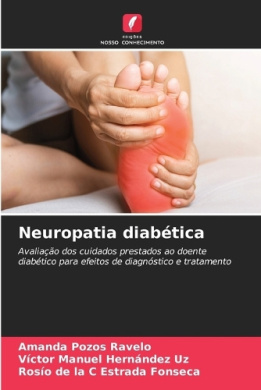 edições
NOSSO CONHECIMENTO
Neuropatia diabética
Avaliação dos cuidados prestados ao doente
diabético para efeitos de diagnóstico e tratamento
Amanda Pozos Ravelo
Víctor Manuel Hernández Uz
Rosío de la C Estrada Fonseca